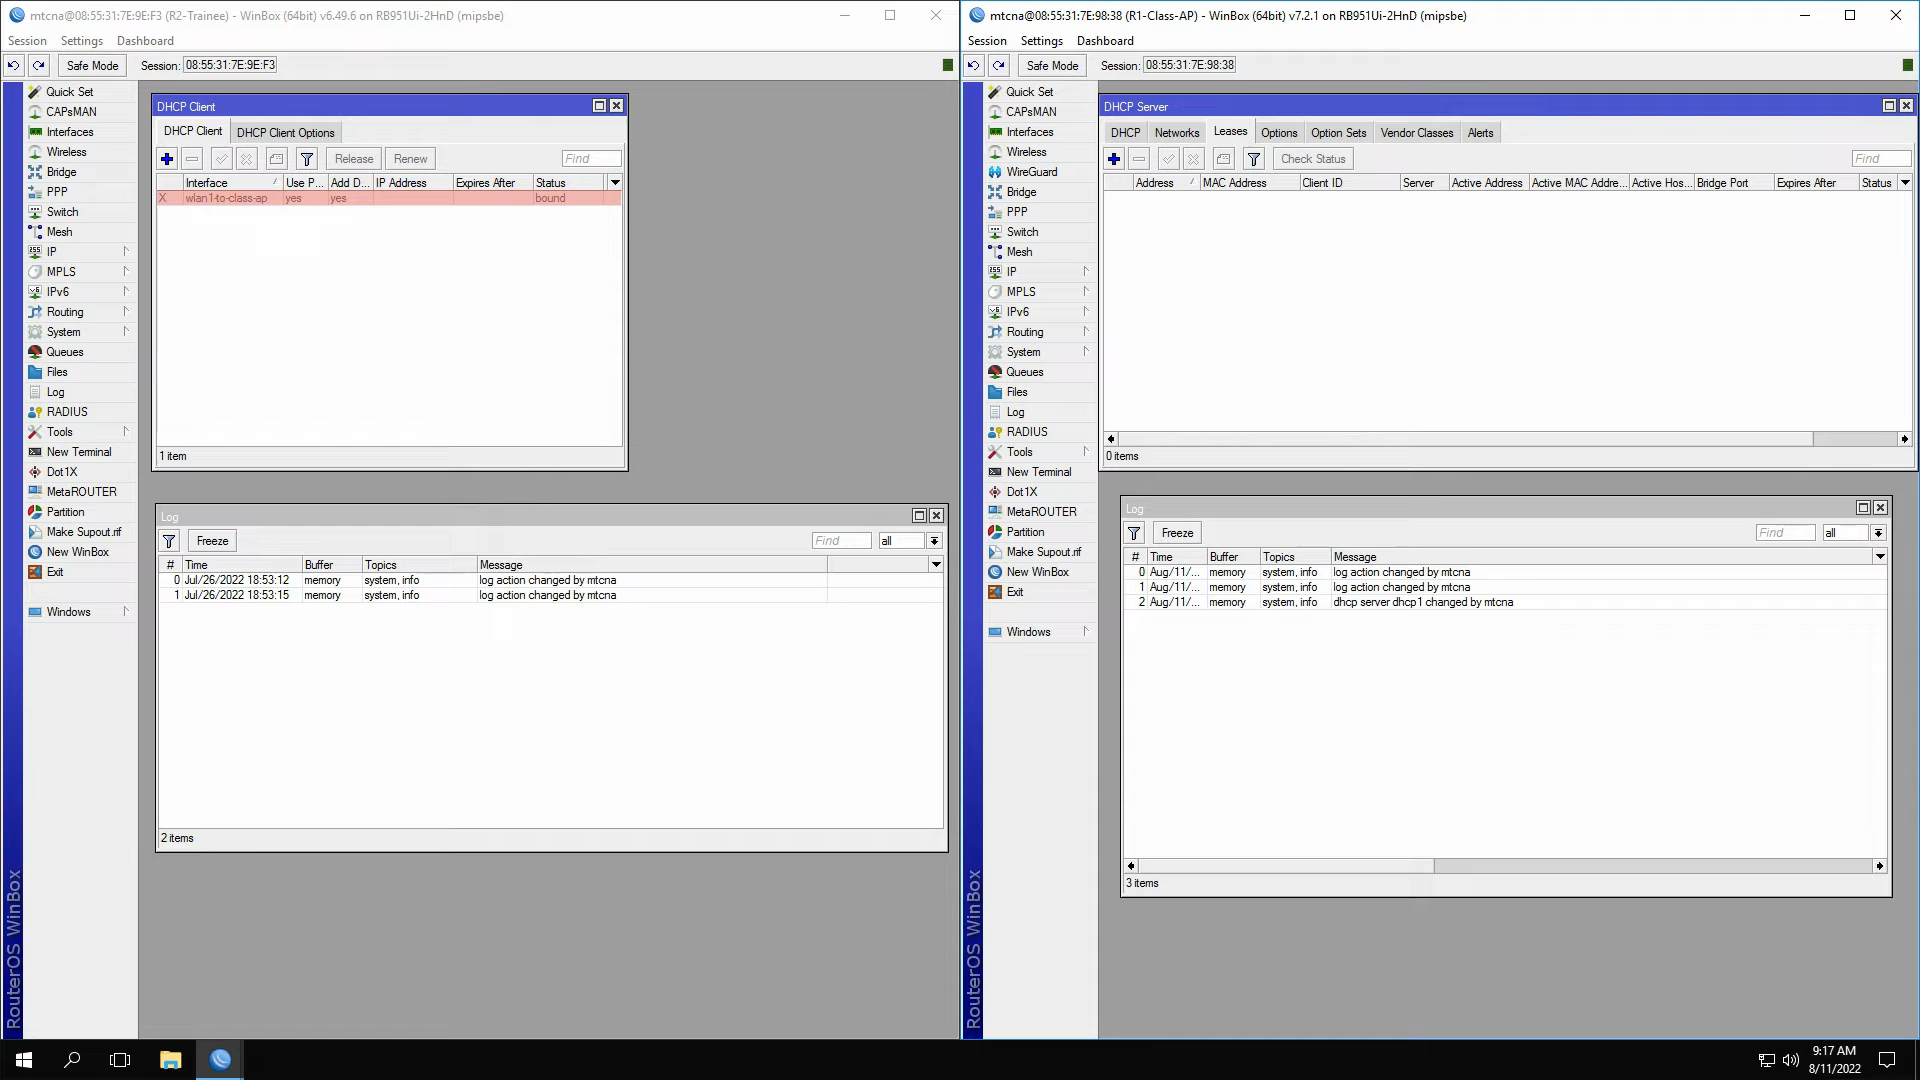 mtcna@08:55:31:7E:9E:F3 (R2-Trainee) - WinBox (64bit) v6.49.6 on RB951Ui-2HnD (mipsbe)
Session Settings Dashboard
Safe Mode Session: 08:55:31:7E:9E:F3
Quick Set
CAPsMAN
Interfaces
Wireless
Bridge
PPP
Switch
Mesh
IP
MPLS
IPv6
Routing
System
Queues
Files
Log
RADIUS
Tools
New Terminal
Dot1X
MetaROUTER
Partition
Make Supout.rif
New WinBox
Exit
Windows
RouterOS WinBox
DHCP Client
DHCP Client DHCP Client Options
Release Renew Find
Interface Use P... Add D... IP Address Expires After Status
X wlan1-to-class-ap yes yes bound
1 item
Log
Freeze Find all
# Time Buffer Topics Message
0 Jul/26/2022 18:53:12 memory system, info log action changed by mtcna
1 Jul/26/2022 18:53:15 memory system, info log action changed by mtcna
2 items
mtcna@08:55:31:7E:98:38 (R1-Class-AP) - WinBox (64bit) v7.2.1 on RB951Ui-2HnD (mipsbe)
Session Settings Dashboard
Safe Mode Session: 08:55:31:7E:98:38
Quick Set
CAPsMAN
Interfaces
Wireless
WireGuard
Bridge
PPP
Switch
Mesh
IP
MPLS
IPv6
Routing
System
Queues
Files
Log
RADIUS
Tools
New Terminal
Dot1X
MetaROUTER
Partition
Make Supout.rif
New WinBox
Exit
Windows
RouterOS WinBox
DHCP Server
DHCP Networks Leases Options Option Sets Vendor Classes Alerts
Check Status Find
Address MAC Address Client ID Server Active Address Active MAC Addre... Active Hos... Bridge Port Expires After Status
0 items
Log
Freeze Find all
# Time Buffer Topics Message
0 Aug/11/... memory system, info log action changed by mtcna
1 Aug/11/... memory system, info log action changed by mtcna
2 Aug/11/... memory system, info dhcp server dhcp1 changed by mtcna
3 items
9:17 AM
8/11/2022